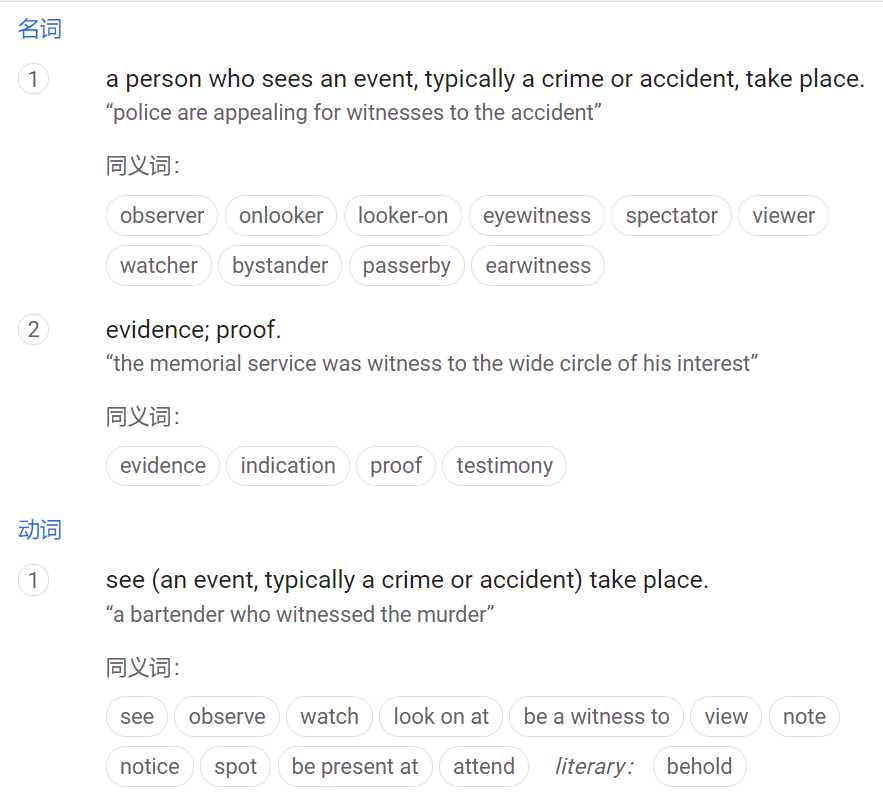 名词
1 a person who sees an event, typically a crime or accident, take place.
“police are appealing for witnesses to the accident”
同义词：
observer onlooker looker-on eyewitness spectator viewer
watcher bystander passerby earwitness
2 evidence; proof.
“the memorial service was witness to the wide circle of his interest”
同义词：
evidence indication proof testimony
动词
1 see (an event, typically a crime or accident) take place.
“a bartender who witnessed the murder”
同义词：
see observe watch look on at be a witness to view note
notice spot be present at attend literary： behold